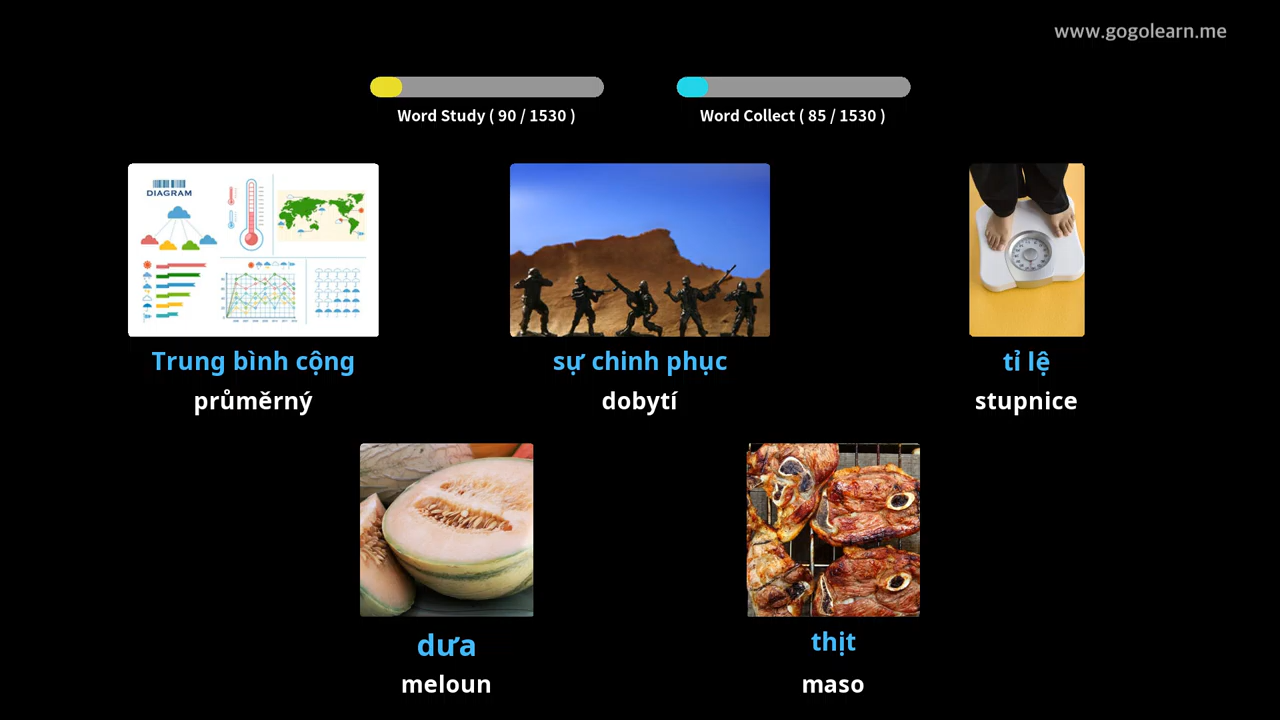 www.gogolearn.me
Word Study ( 90 / 1530 )
Word Collect ( 85 / 1530 )
DIAGRAM
Trung bình cộng
průměrný
sự chinh phục
dobytí
tỉ lệ
stupnice
dưa
meloun
thịt
maso